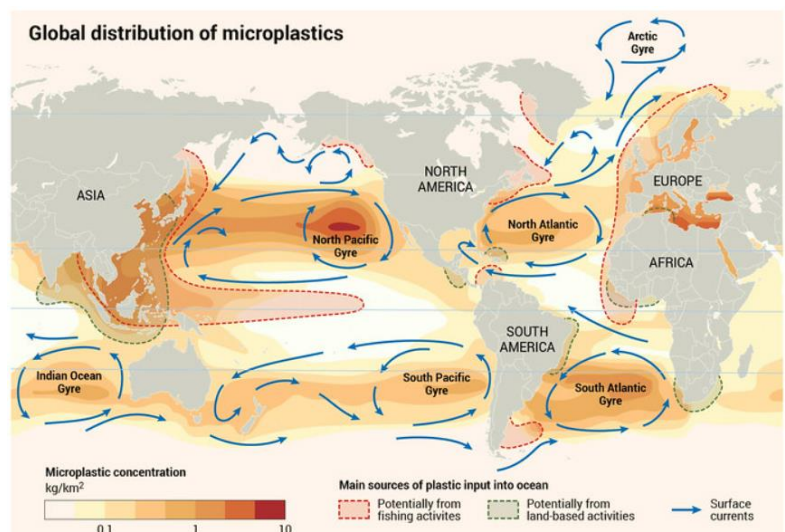 Global distribution of microplastics
Arctic
Gyre
NORTH
AMERICA
ASIA
EUROPE
North Pacific
Gyre
North Atlantic
Gyre
AFRICA
SOUTH
AMERICA
Indian Ocean
Gyre
South Pacific
Gyre
South Atlantic
Gyre
Microplastic concentration
kg/km²
0.1 1 10
Main sources of plastic input into ocean
Potentially from
fishing activites
Potentially from
land-based activities
Surface
currents